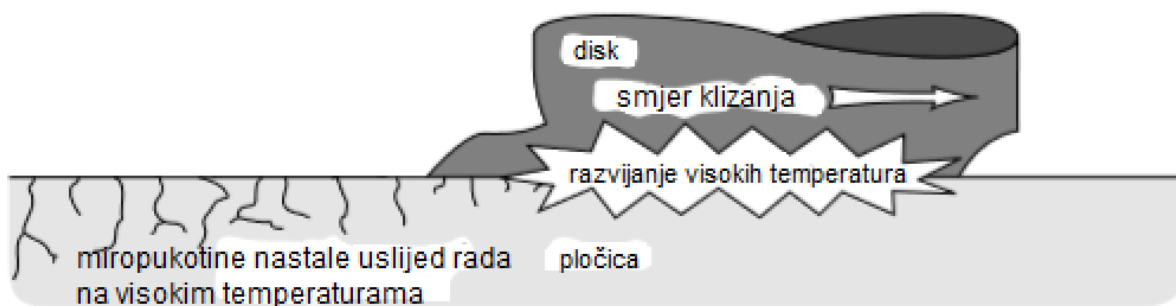 disk
smjer klizanja
razvijanje visokih temperatura
miropukotine nastale uslijed rada
na visokim temperaturama
pločica